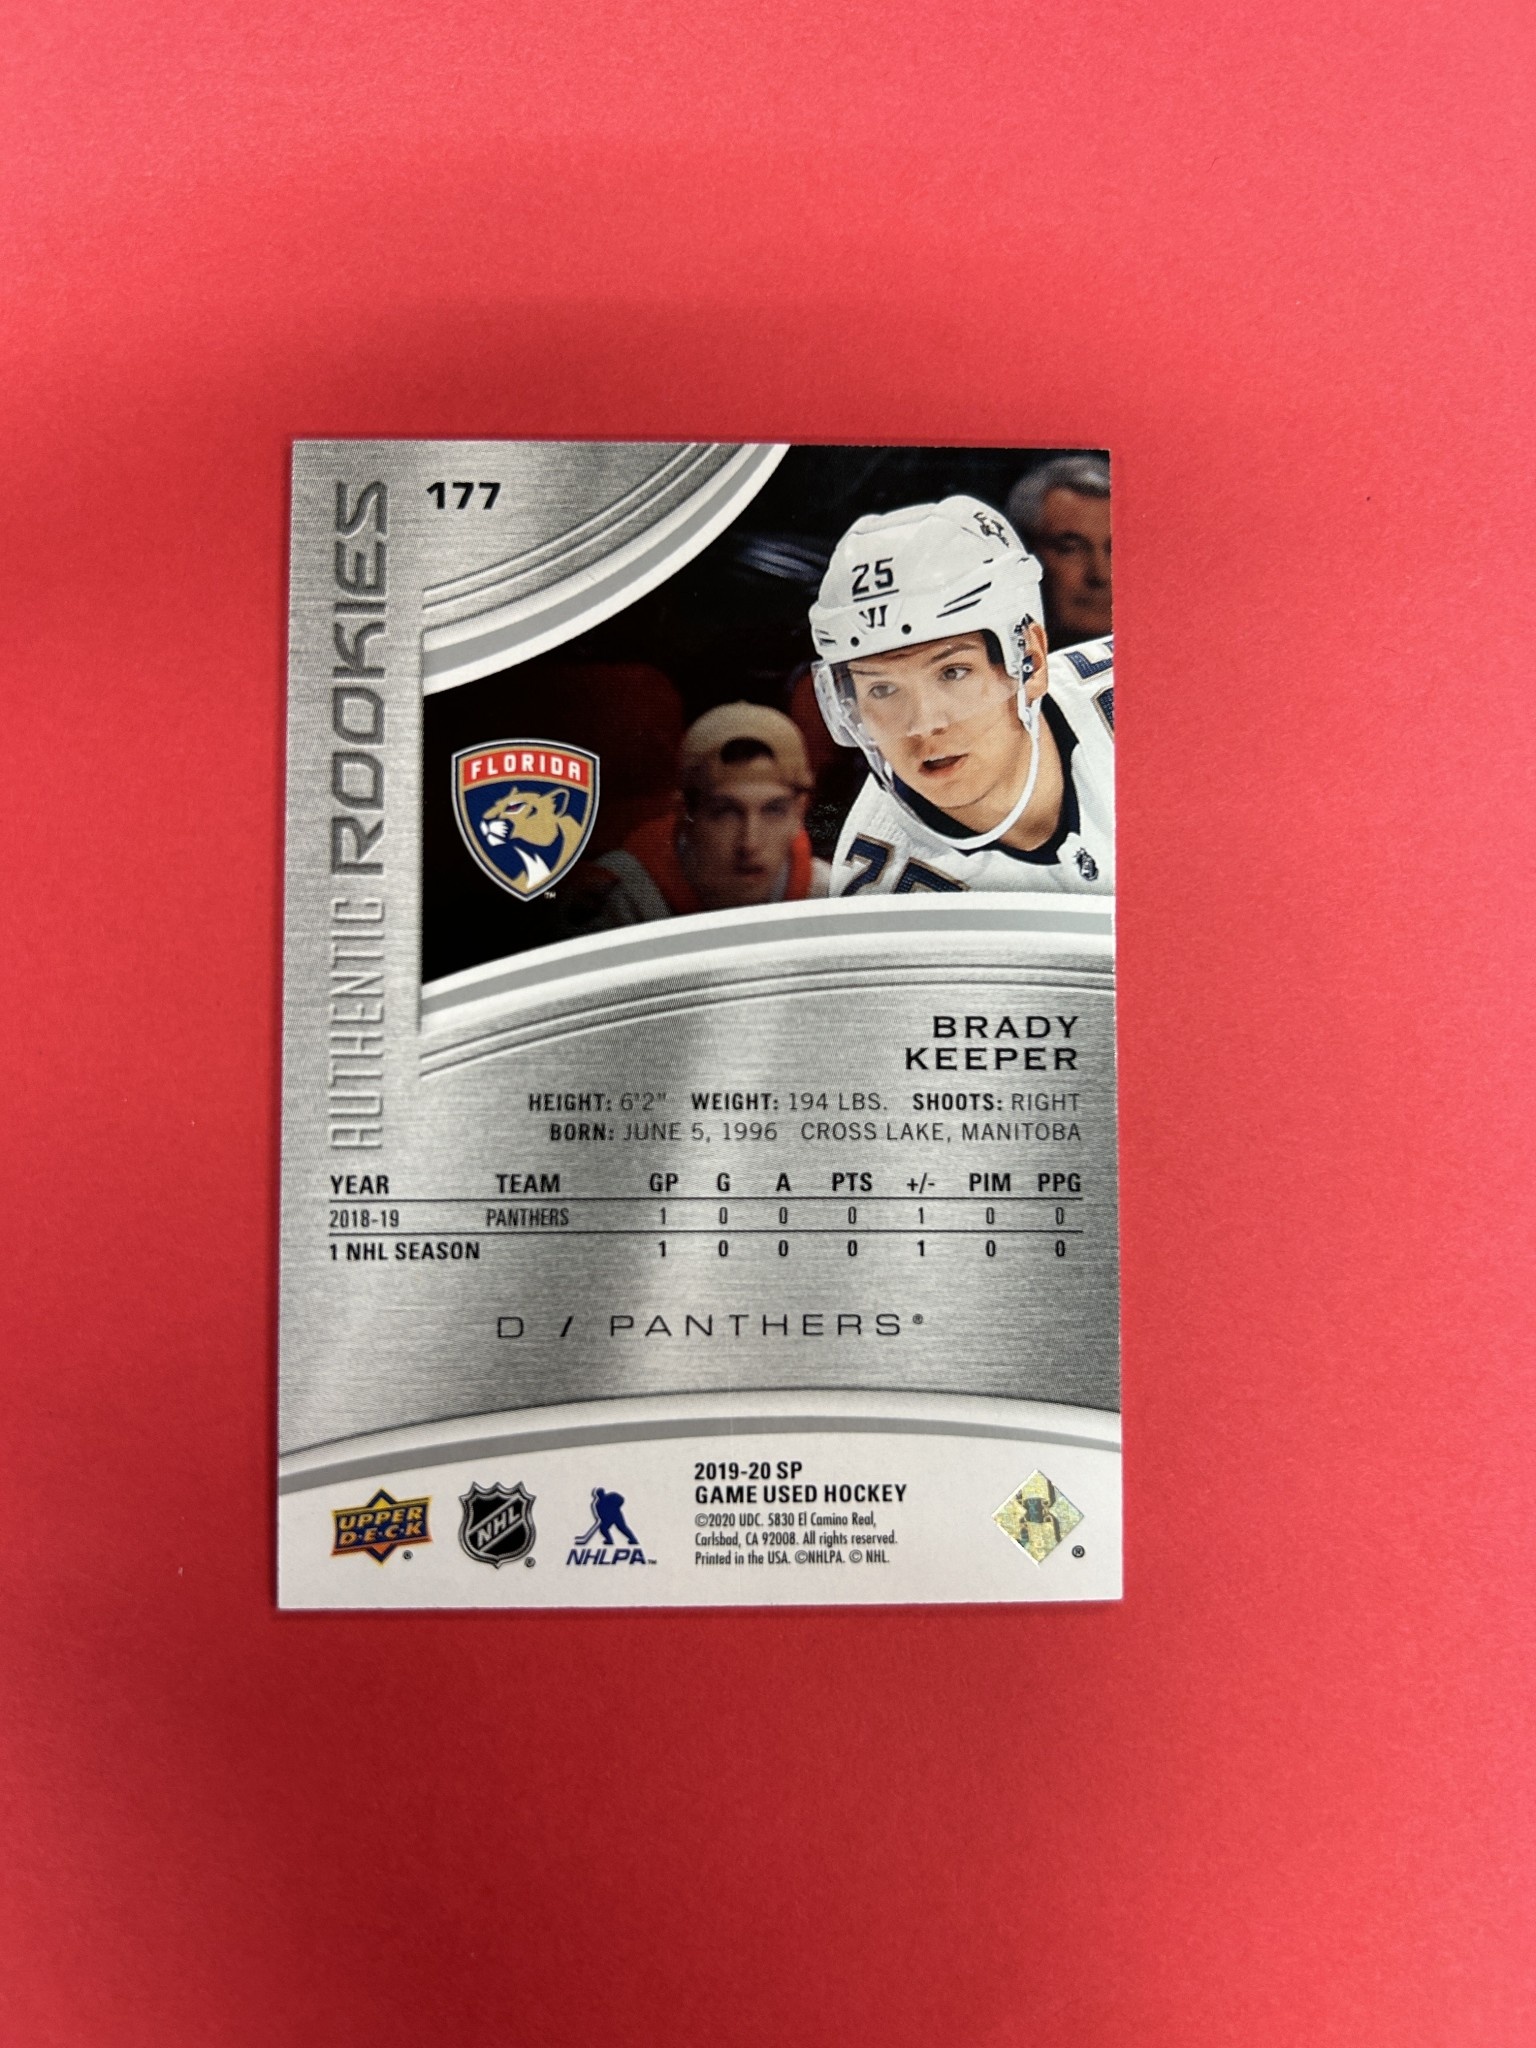 177
AUTHENTIC ROOKIES
25
FLORIDA
TM
25
BRADY
KEEPER
HEIGHT: 6'2" WEIGHT: 194 LBS. SHOOTS: RIGHT
BORN: JUNE 5, 1996 CROSS LAKE, MANITOBA
YEAR TEAM GP G A PTS +/- PIM PPG
2018-19 PANTHERS 1 0 0 0 1 0 0
1 NHL SEASON 1 0 0 0 1 0 0
D / PANTHERS®
UPPER
D·E·C·K
®
NHL
®
NHLPA™
2019-20 SP
GAME USED HOCKEY
©2020 UDC. 5830 El Camino Real,
Carlsbad, CA 92008. All rights reserved.
Printed in the USA. ©NHLPA. © NHL.
®